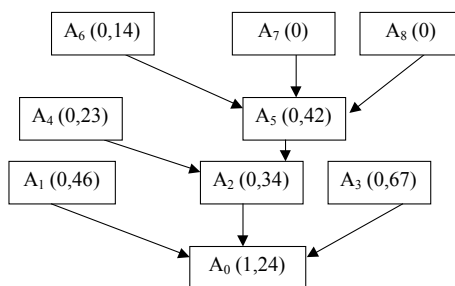 A₆ (0,14) A₇ (0) A₈ (0)
A₄ (0,23) A₅ (0,42)
A₁ (0,46) A₂ (0,34) A₃ (0,67)
A₀ (1,24)